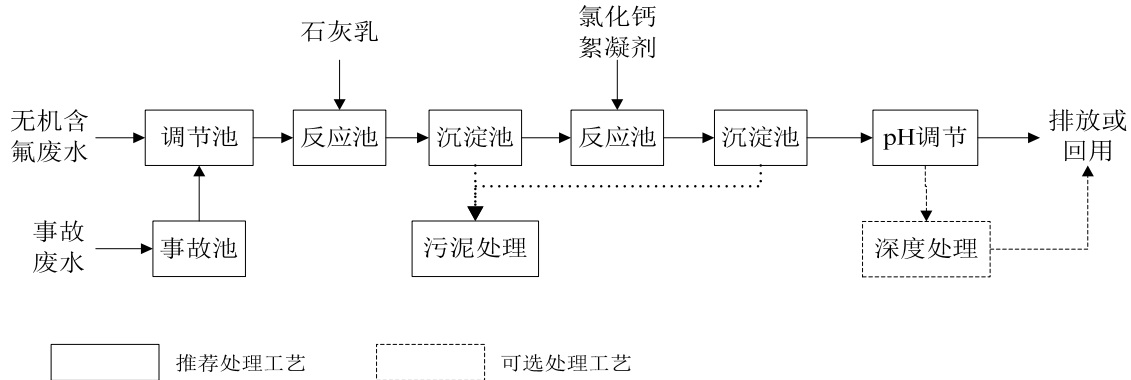 石灰乳
氯化钙
絮凝剂
无机含
氟废水
调节池
反应池
沉淀池
反应池
沉淀池
pH调节
排放或
回用
事故
废水
事故池
污泥处理
深度处理
推荐处理工艺
可选处理工艺